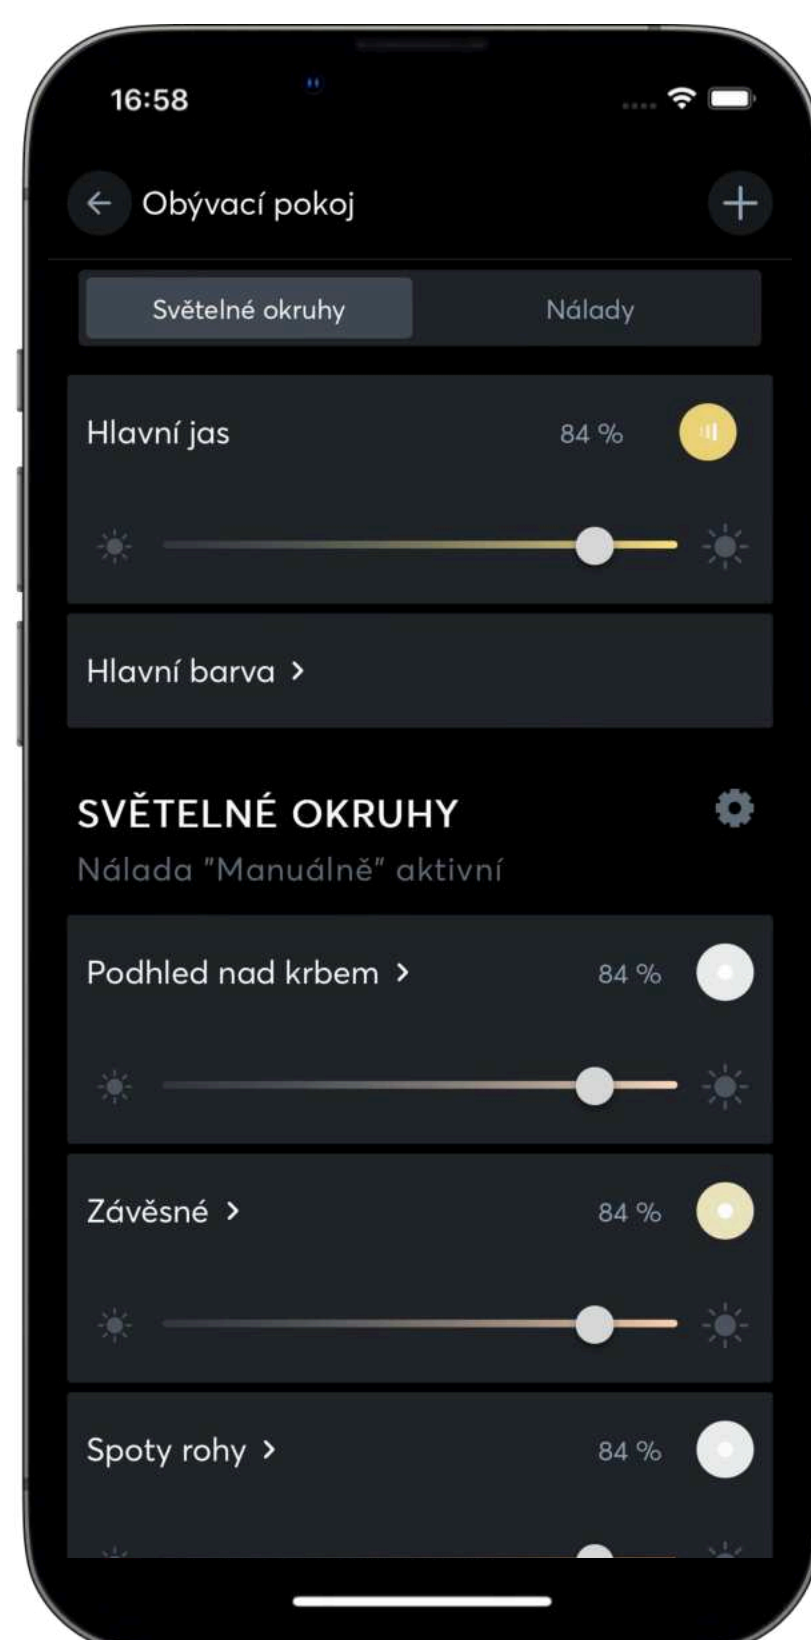 16:58
Obývací pokoj
Světelné okruhy
Nálady
Hlavní jas
84 %
Hlavní barva >
SVĚTELNÉ OKRUHY
Nálada "Manuálně" aktivní
Podhled nad krbem >
84 %
Závěsné >
84 %
Spoty rohy >
84 %